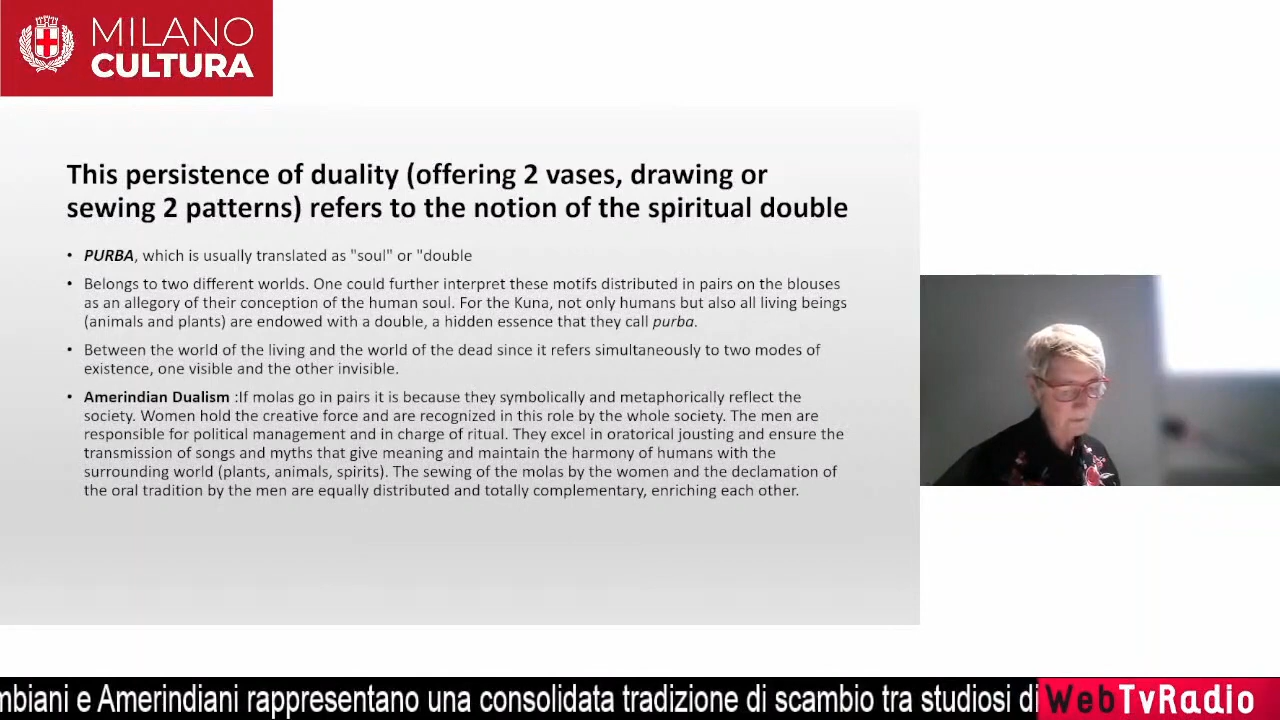 MILANO
CULTURA
This persistence of duality (offering 2 vases, drawing or
sewing 2 patterns) refers to the notion of the spiritual double
• PURBA, which is usually translated as "soul" or "double
• Belongs to two different worlds. One could further interpret these motifs distributed in pairs on the blouses
as an allegory of their conception of the human soul. For the Kuna, not only humans but also all living beings
(animals and plants) are endowed with a double, a hidden essence that they call purba.
• Between the world of the living and the world of the dead since it refers simultaneously to two modes of
existence, one visible and the other invisible.
• Amerindian Dualism :If molas go in pairs it is because they symbolically and metaphorically reflect the
society. Women hold the creative force and are recognized in this role by the whole society. The men are
responsible for political management and in charge of ritual. They excel in oratorical jousting and ensure the
transmission of songs and myths that give meaning and maintain the harmony of humans with the
surrounding world (plants, animals, spirits). The sewing of the molas by the women and the declamation of
the oral tradition by the men are equally distributed and totally complementary, enriching each other.
mbiani e Amerindiani rappresentano una consolidata tradizione di scambio tra studiosi di
WebTvRadio